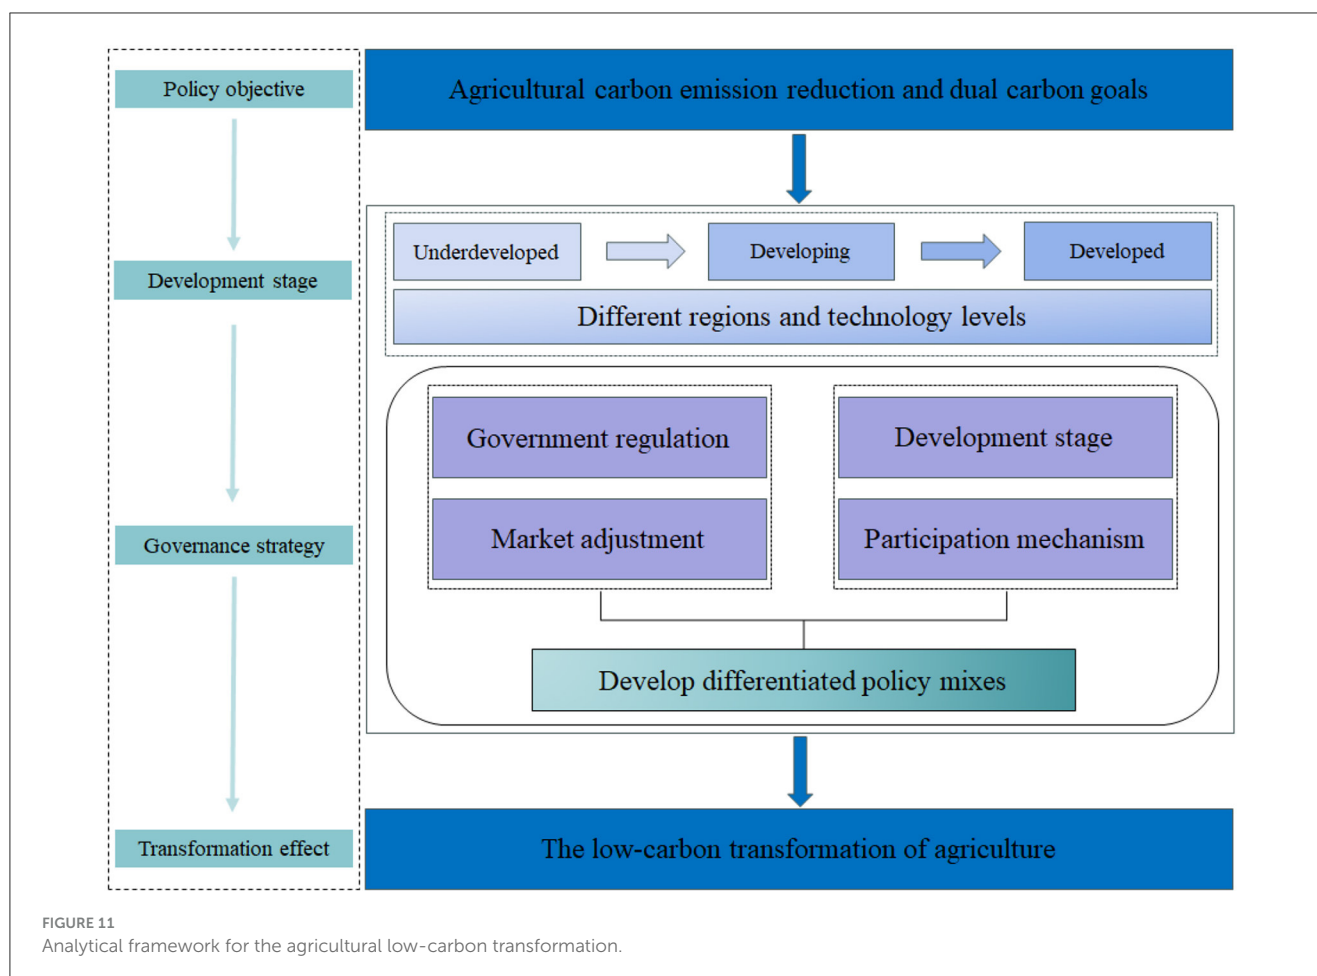 Policy objective
Agricultural carbon emission reduction and dual carbon goals
Development stage
Underdeveloped
Developing
Developed
Different regions and technology levels
Governance strategy
Government regulation
Market adjustment
Development stage
Participation mechanism
Develop differentiated policy mixes
Transformation effect
The low-carbon transformation of agriculture
FIGURE 11
Analytical framework for the agricultural low-carbon transformation.